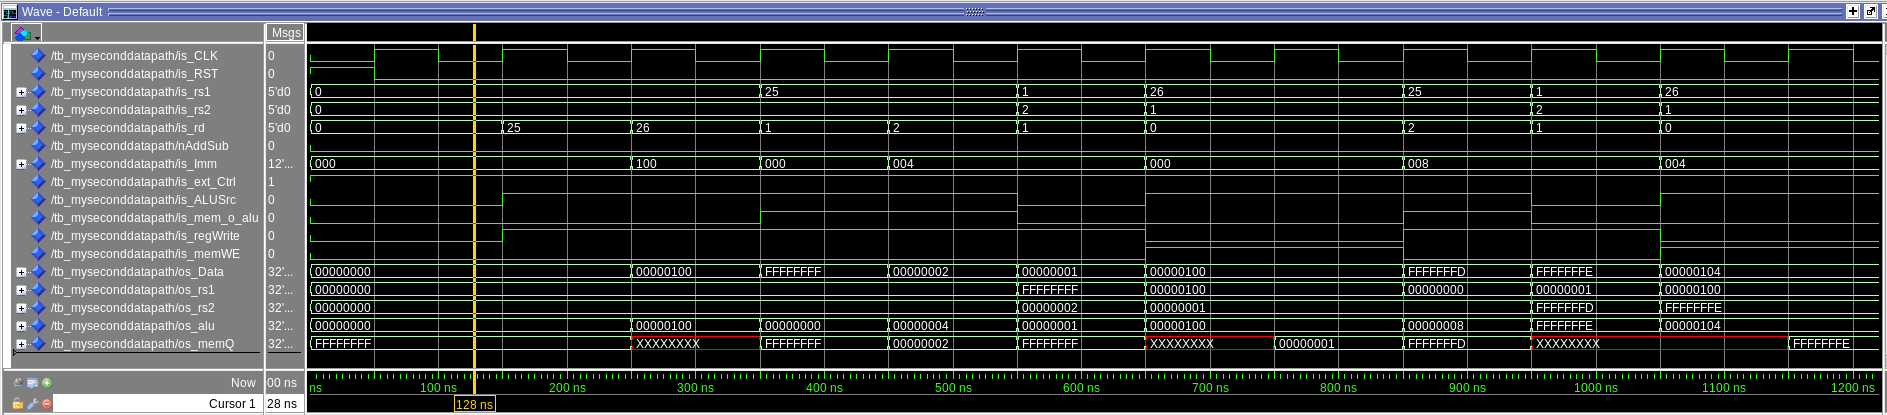 Wave - Default
Msgs
/tb_myseconddatapath/is_CLK 0
/tb_myseconddatapath/is_RST 0
/tb_myseconddatapath/is_rs1 5'd0 0 25 1 26 25 1 26
/tb_myseconddatapath/is_rs2 5'd0 0 2 1 2 1
/tb_myseconddatapath/is_rd 5'd0 0 25 26 1 2 1 0 2 1 0
/tb_myseconddatapath/nAddSub 0
/tb_myseconddatapath/is_Imm 12'... 000 100 000 004 000 008 004
/tb_myseconddatapath/is_ext_Ctrl 1
/tb_myseconddatapath/is_ALUSrc 0
/tb_myseconddatapath/is_mem_o_alu 0
/tb_myseconddatapath/is_regWrite 0
/tb_myseconddatapath/is_memWE 0
/tb_myseconddatapath/os_Data 32'... 00000000 00000100 FFFFFFFF 00000002 00000001 00000100 FFFFFFFD FFFFFFFE 00000104
/tb_myseconddatapath/os_rs1 32'... 00000000 FFFFFFFF 00000100 00000000 00000001 00000100
/tb_myseconddatapath/os_rs2 32'... 00000000 00000002 00000001 FFFFFFFD FFFFFFFE
/tb_myseconddatapath/os_alu 32'... 00000000 00000100 00000000 00000004 00000001 00000100 00000008 FFFFFFFE 00000104
/tb_myseconddatapath/os_memQ 32'... FFFFFFFF XXXXXXXX FFFFFFFF 00000002 FFFFFFFF XXXXXXXX 00000001 FFFFFFFD XXXXXXXX FFFFFFFE
Now 00 ns ns 100 ns 200 ns 300 ns 400 ns 500 ns 600 ns 700 ns 800 ns 900 ns 1000 ns 1100 ns 1200 ns
Cursor 1 28 ns 128 ns